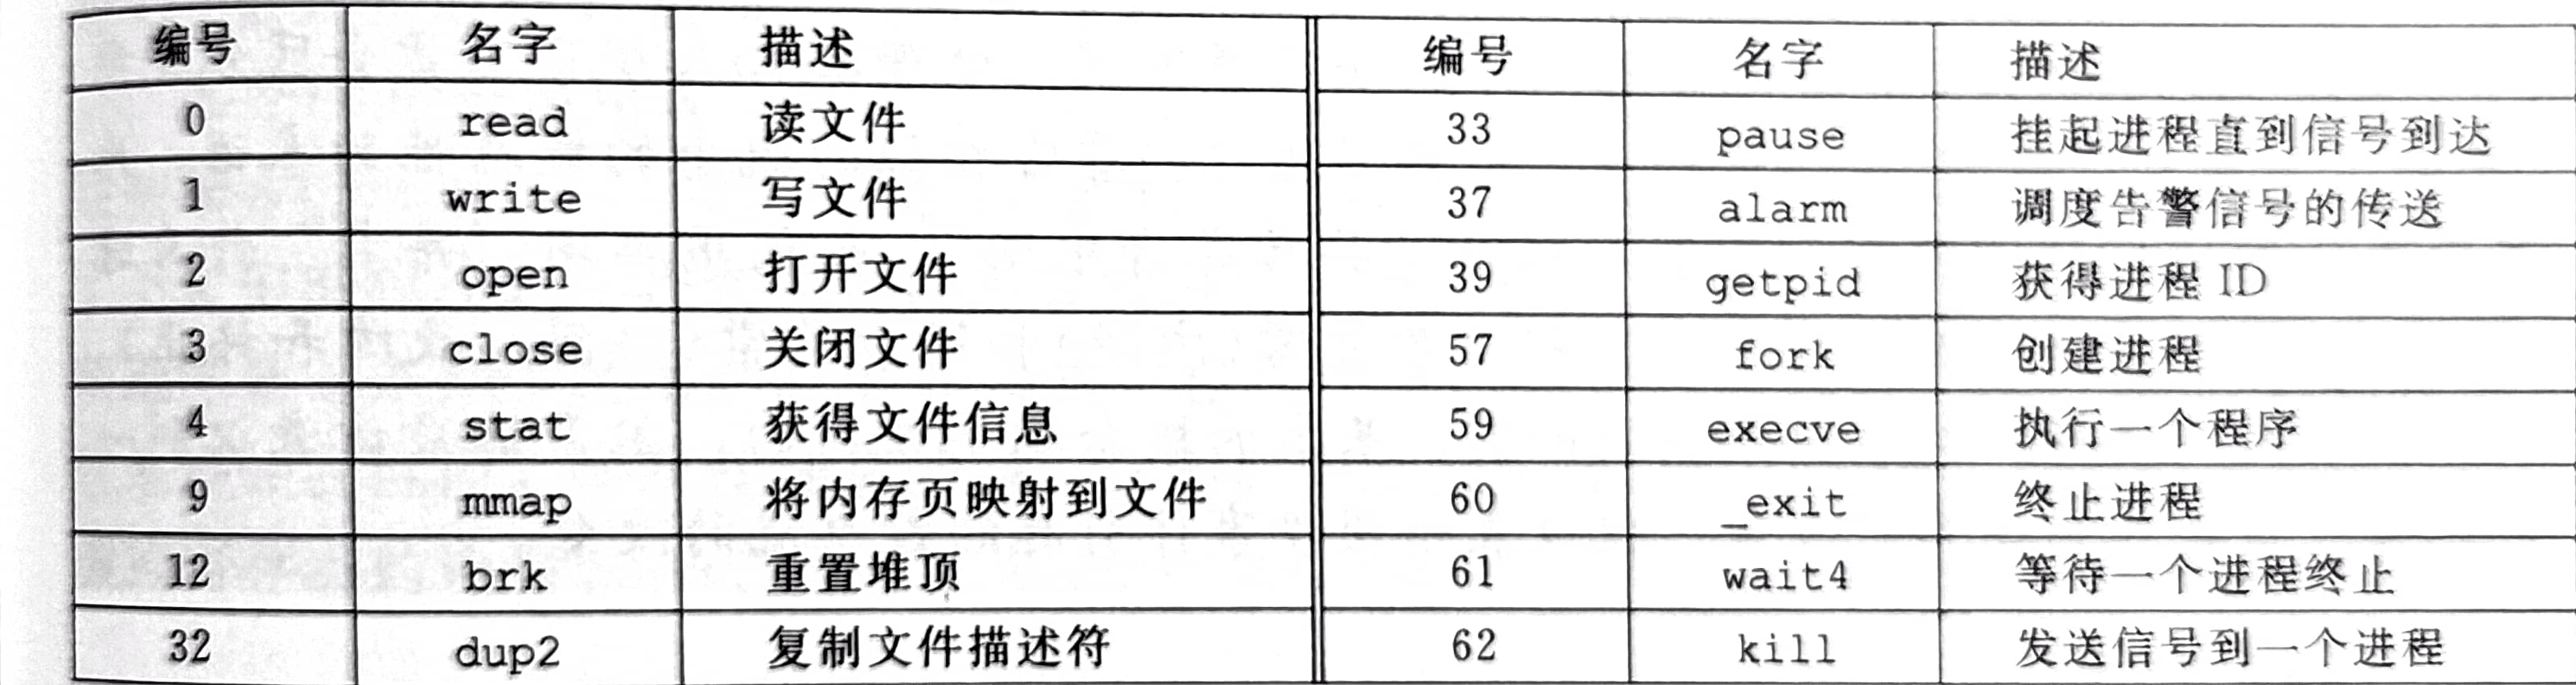 编号 名字 描述 编号 名字 描述
0 read 读文件 33 pause 挂起进程直到信号到达
1 write 写文件 37 alarm 调度告警信号的传送
2 open 打开文件 39 getpid 获得进程 ID
3 close 关闭文件 57 fork 创建进程
4 stat 获得文件信息 59 execve 执行一个程序
9 mmap 将内存页映射到文件 60 _exit 终止进程
12 brk 重置堆顶 61 wait4 等待一个进程终止
32 dup2 复制文件描述符 62 kill 发送信号到一个进程